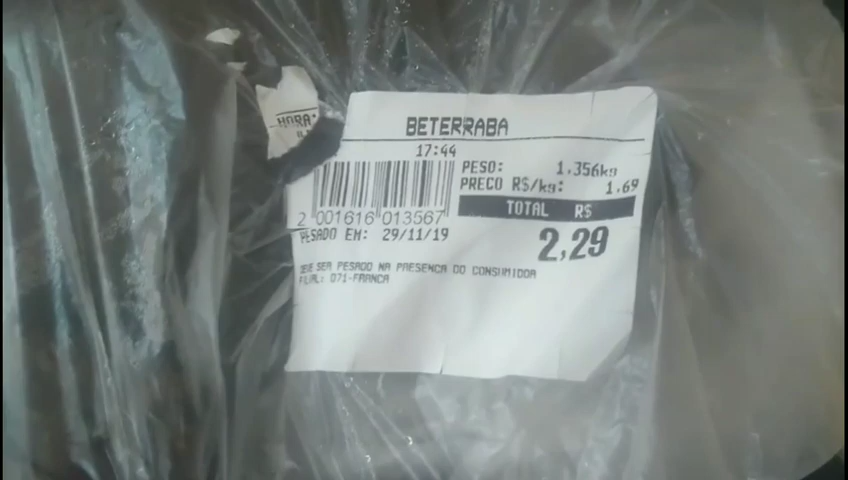 HORA:
BETERRABA
17:44
PESO: 1.356kg
PRECO R$/kg: 1.69
TOTAL R$
2,29
2 001616 013567
PESADO EM: 29/11/19
DEVE SER PESADO NA PRESENCA DO CONSUMIDOR
FILIAL: 071-FRANCA